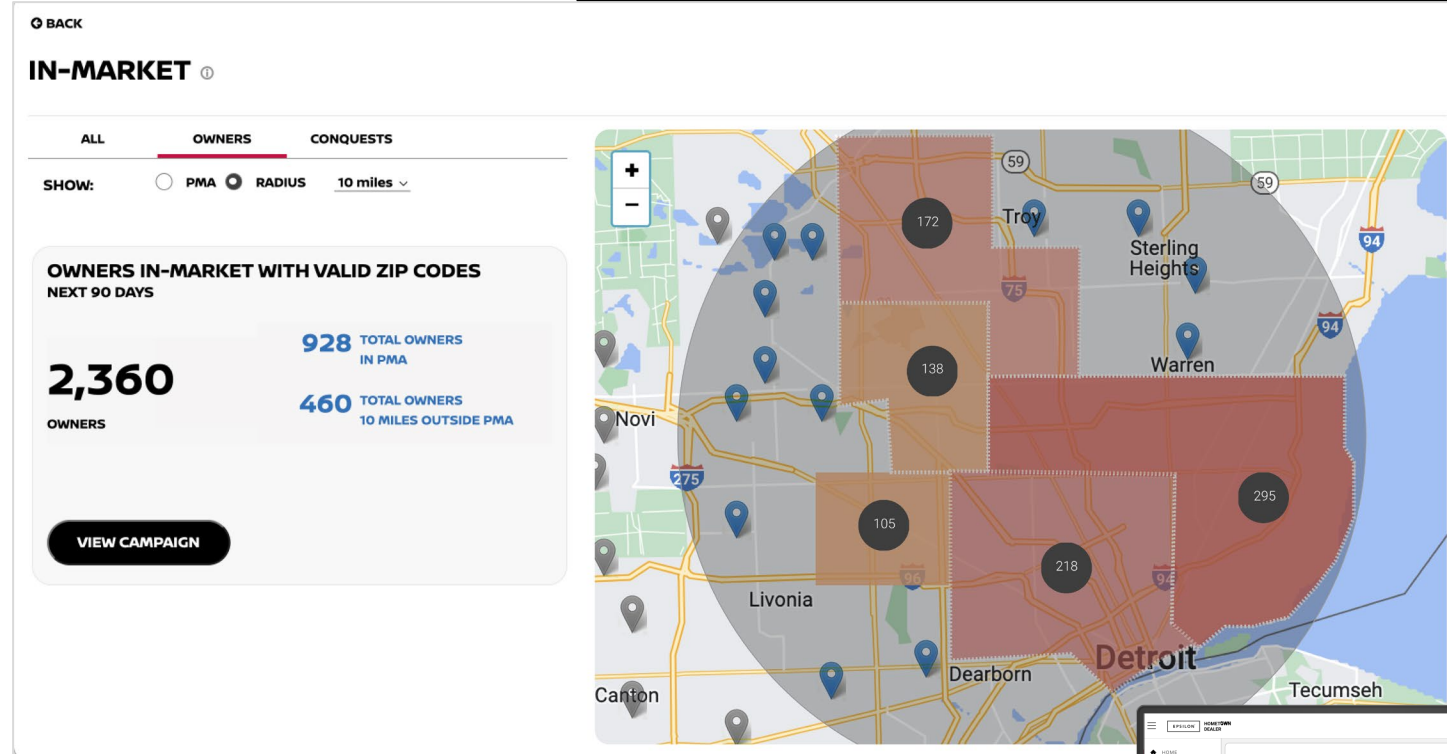 BACK
IN-MARKET
ALL OWNERS CONQUESTS
SHOW: PMA RADIUS 10 miles
OWNERS IN-MARKET WITH VALID ZIP CODES
NEXT 90 DAYS
2,360
OWNERS
928 TOTAL OWNERS
IN PMA
460 TOTAL OWNERS
10 MILES OUTSIDE PMA
VIEW CAMPAIGN
+
−
59
59
172
Troy
Sterling
Heights
94
75
94
138
Warren
Novi
275
295
105
218
96
94
Livonia
Detroit
Dearborn
Canton
Tecumseh
EPSILON HOMETOWN
DEALER
HOME